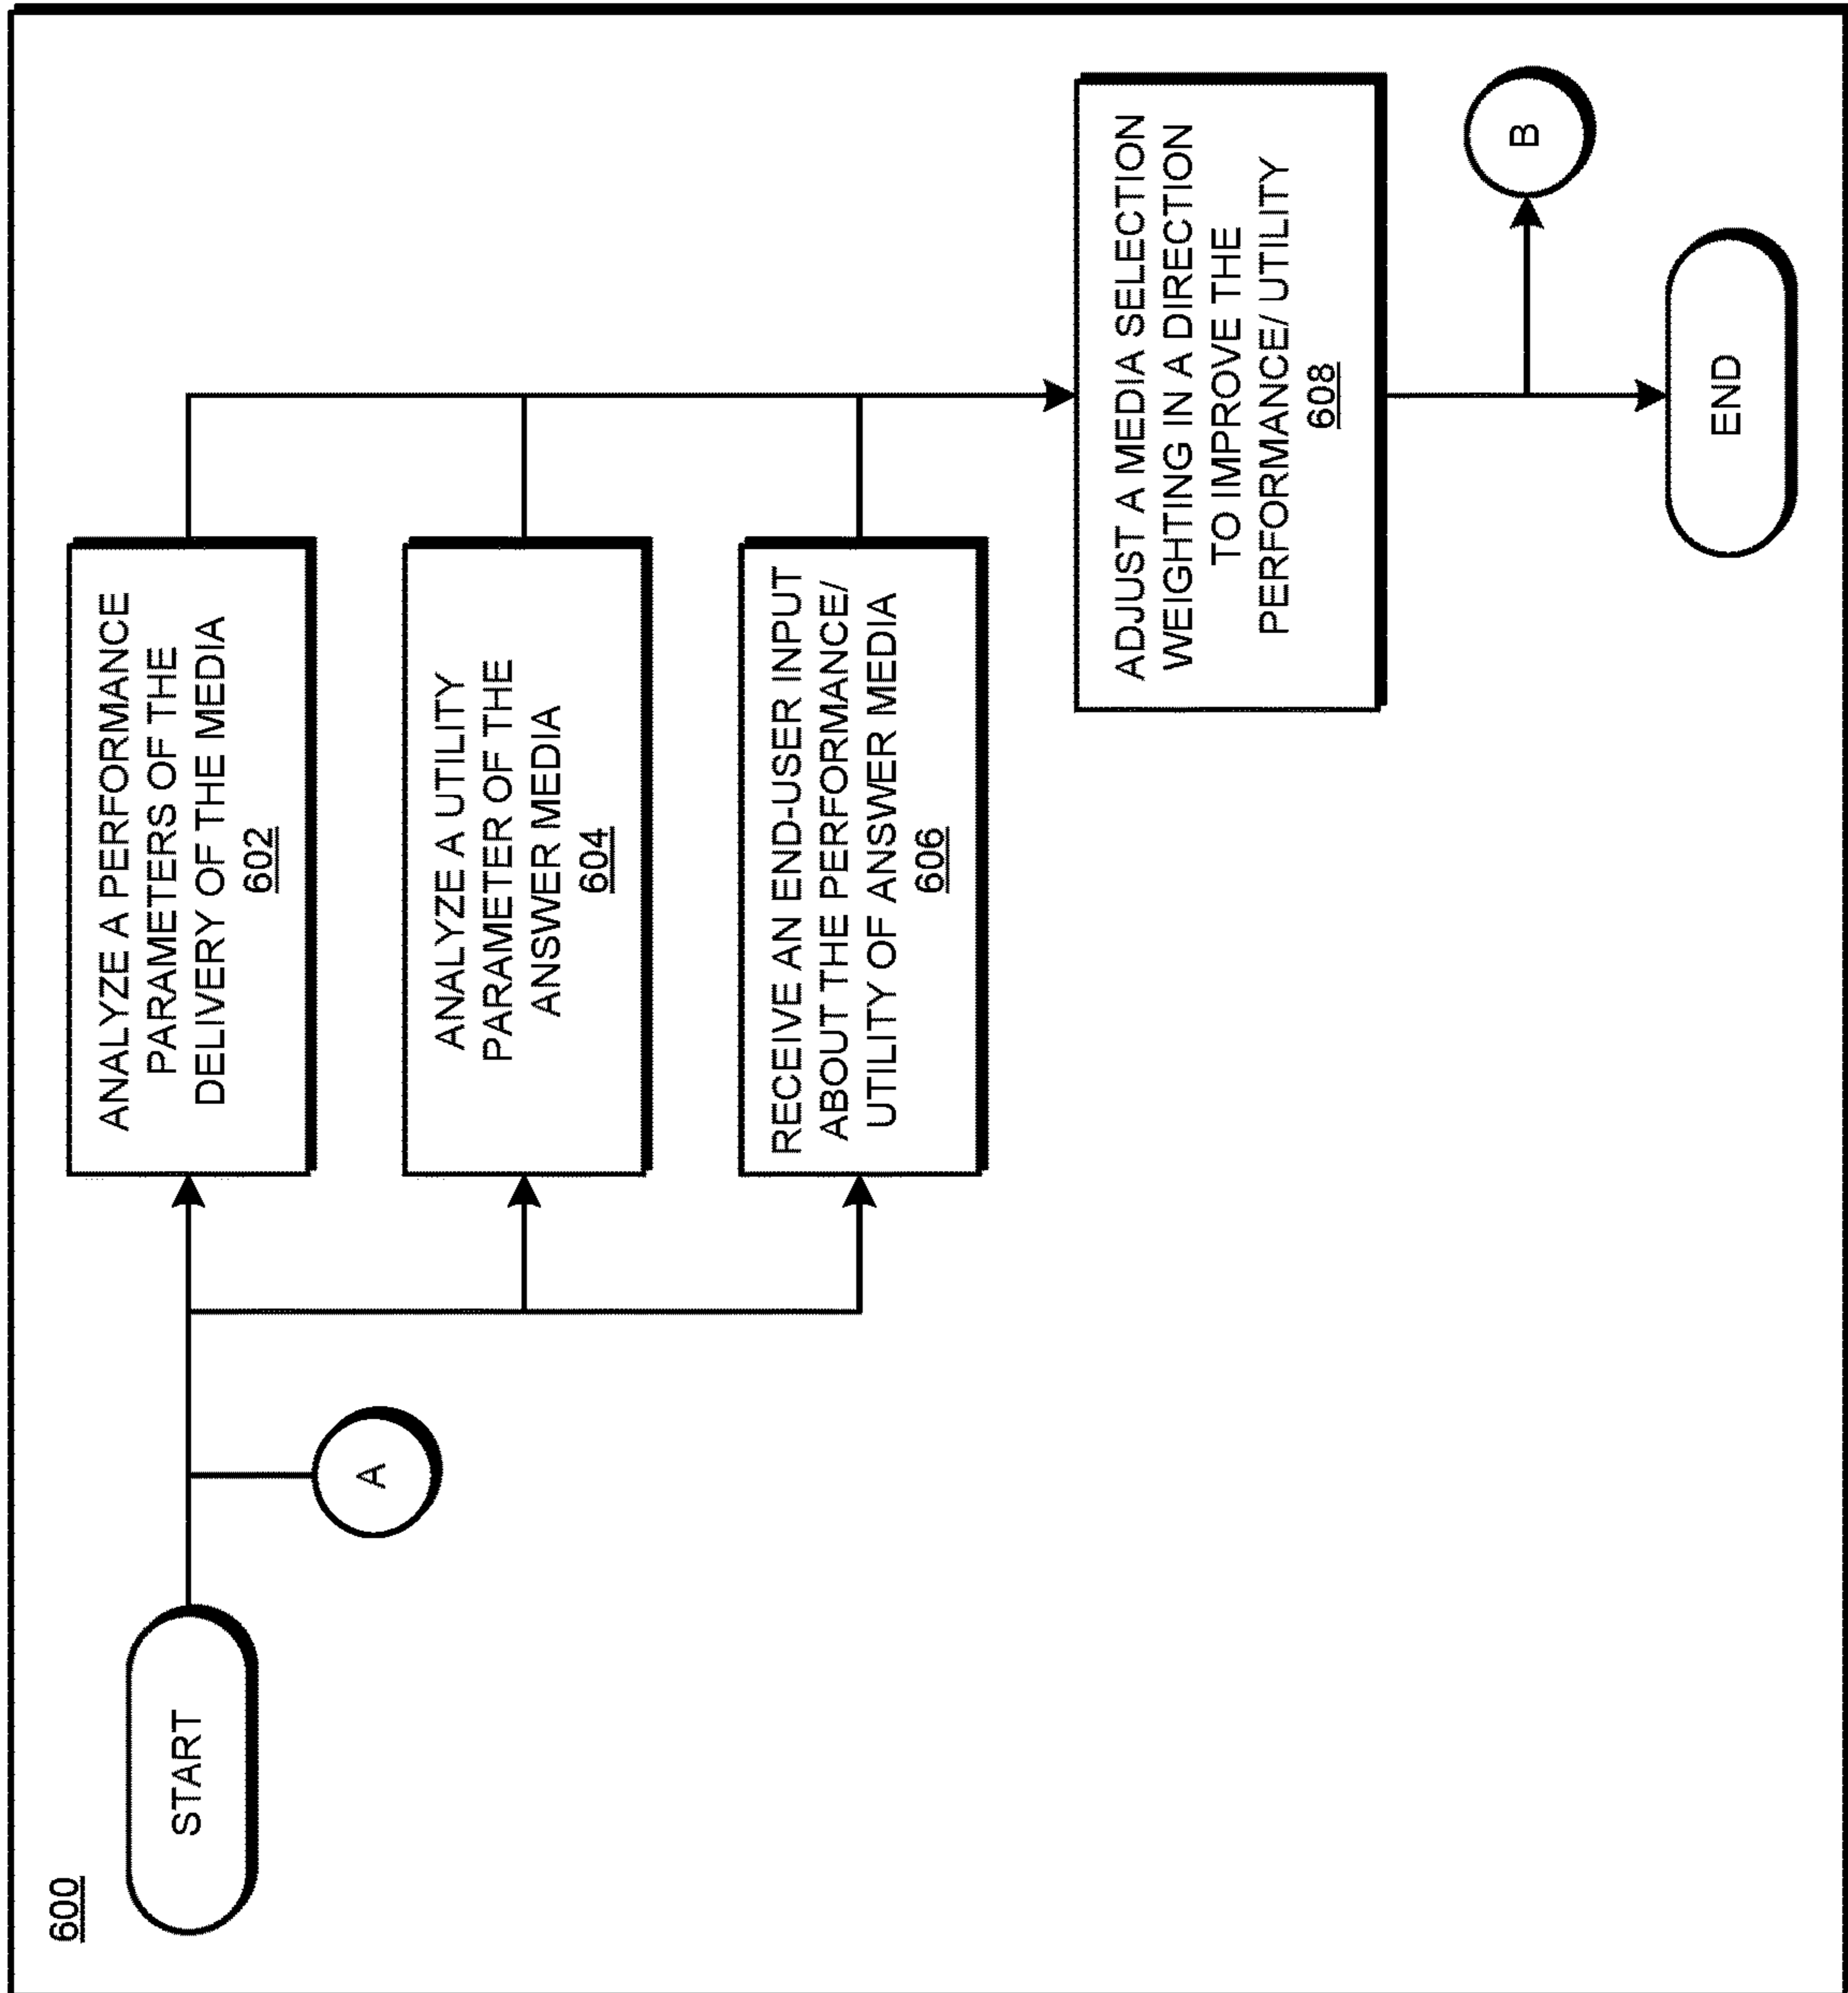 600
START
A
ANALYZE A PERFORMANCE
PARAMETERS OF THE
DELIVERY OF THE MEDIA
602
ANALYZE A UTILITY
PARAMETER OF THE
ANSWER MEDIA
604
RECEIVE AN END-USER INPUT
ABOUT THE PERFORMANCE/
UTILITY OF ANSWER MEDIA
606
ADJUST A MEDIA SELECTION
WEIGHTING IN A DIRECTION
TO IMPROVE THE
PERFORMANCE/ UTILITY
608
B
END